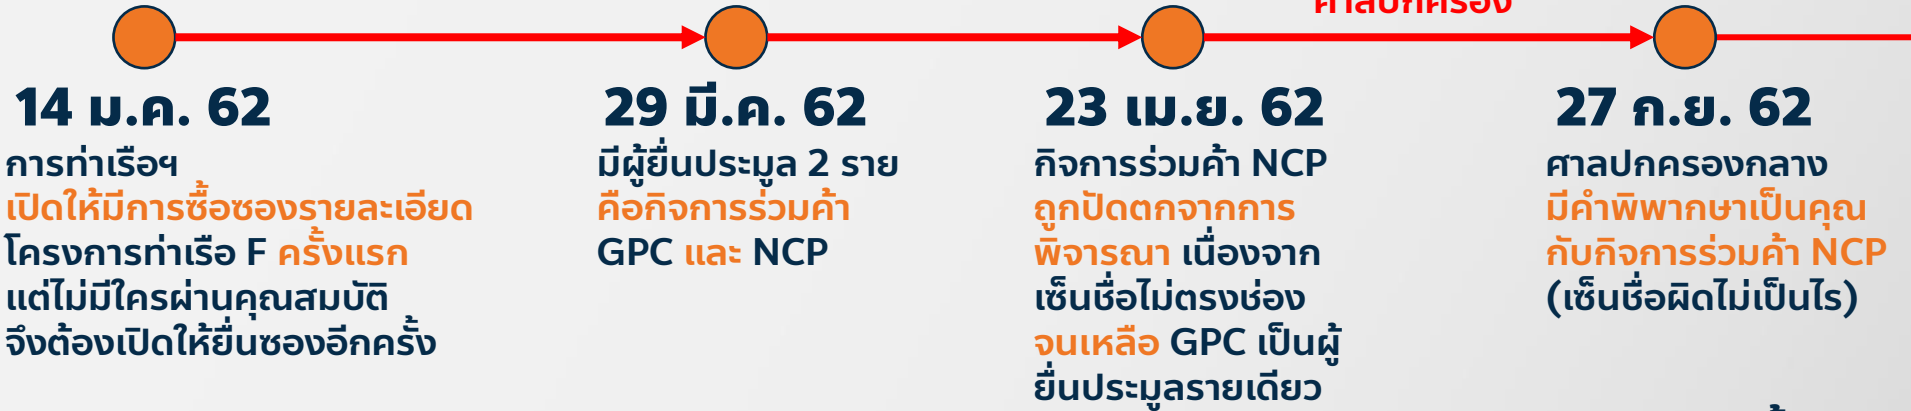 ศาลปกครอง
14 ม.ค. 62
การท่าเรือฯ
เปิดให้มีการซื้อซองรายละเอียด
โครงการท่าเรือ F ครั้งแรก
แต่ไม่มีใครผ่านคุณสมบัติ
จึงต้องเปิดให้ยื่นซองอีกครั้ง
29 มี.ค. 62
มีผู้ยื่นประมูล 2 ราย
คือกิจการร่วมค้า
GPC และ NCP
23 เม.ย. 62
กิจการร่วมค้า NCP
ถูกปัดตกจากการ
พิจารณา เนื่องจาก
เซ็นชื่อไม่ตรงช่อง
จนเหลือ GPC เป็นผู้
ยื่นประมูลรายเดียว
27 ก.ย. 62
ศาลปกครองกลาง
มีคำพิพากษาเป็นคุณ
กับกิจการร่วมค้า NCP
(เซ็นชื่อผิดไม่เป็นไร)